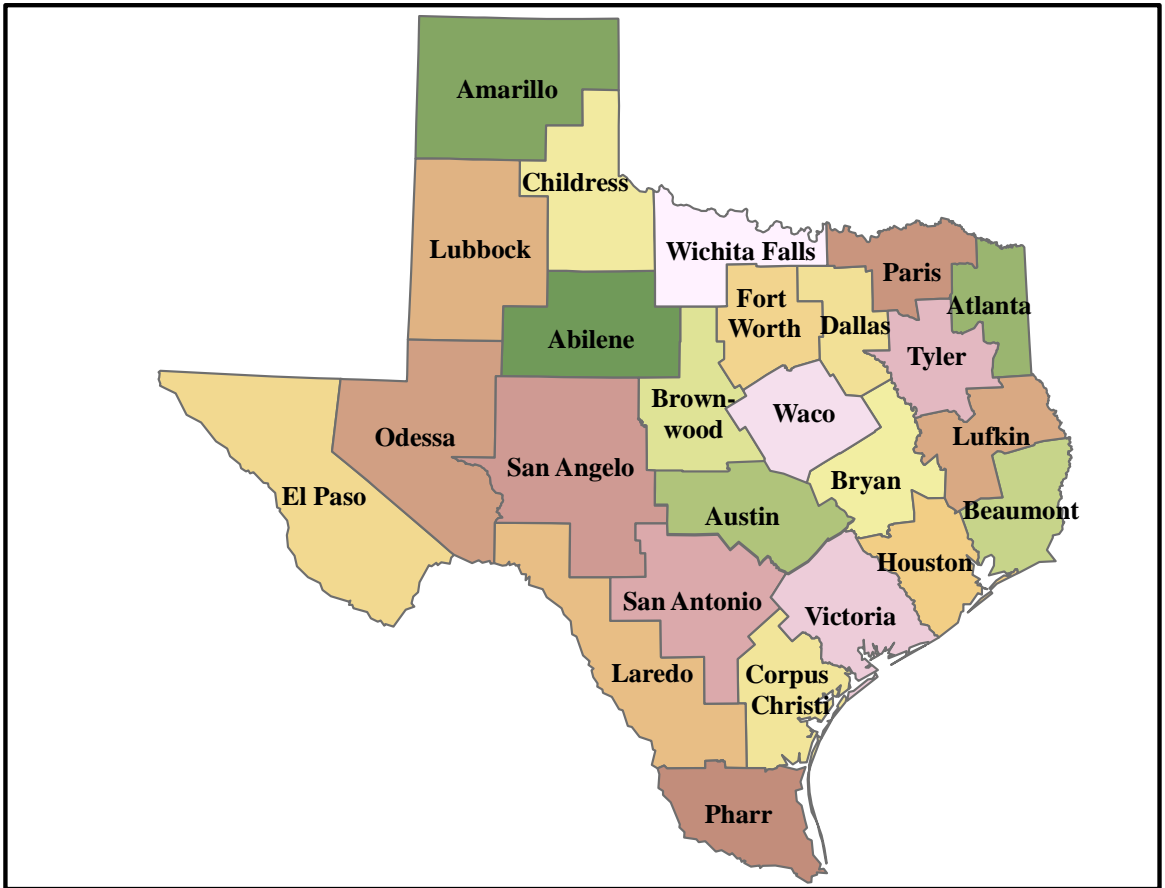 Amarillo
Childress
Lubbock
Wichita Falls
Paris
Atlanta
Fort
Worth
Dallas
Abilene
Tyler
Brown-
wood
Waco
Odessa
Lufkin
San Angelo
Bryan
El Paso
Beaumont
Austin
Houston
San Antonio
Victoria
Laredo
Corpus
Christi
Pharr